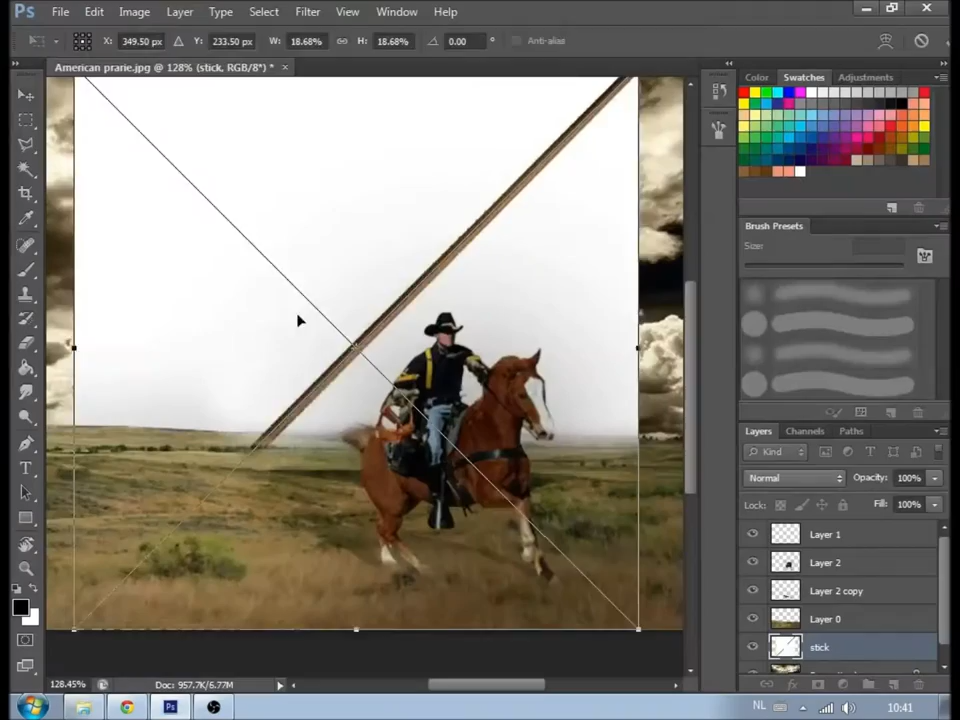 Ps File Edit Image Layer Type Select Filter View Window Help
X: 349.50 px Y: 233.50 px W: 18.68% H: 18.68% 0.00 ° Anti-alias
American prarie.jpg @ 128% (stick, RGB/8*) * ×
Color Swatches Adjustments
Brush Presets
Size:
Layers Channels Paths
Kind
Normal Opacity: 100%
Lock: Fill: 100%
Layer 1
Layer 2
Layer 2 copy
Layer 0
stick
128.45% Doc: 957.7K/6.77M
Ps NL 10:41